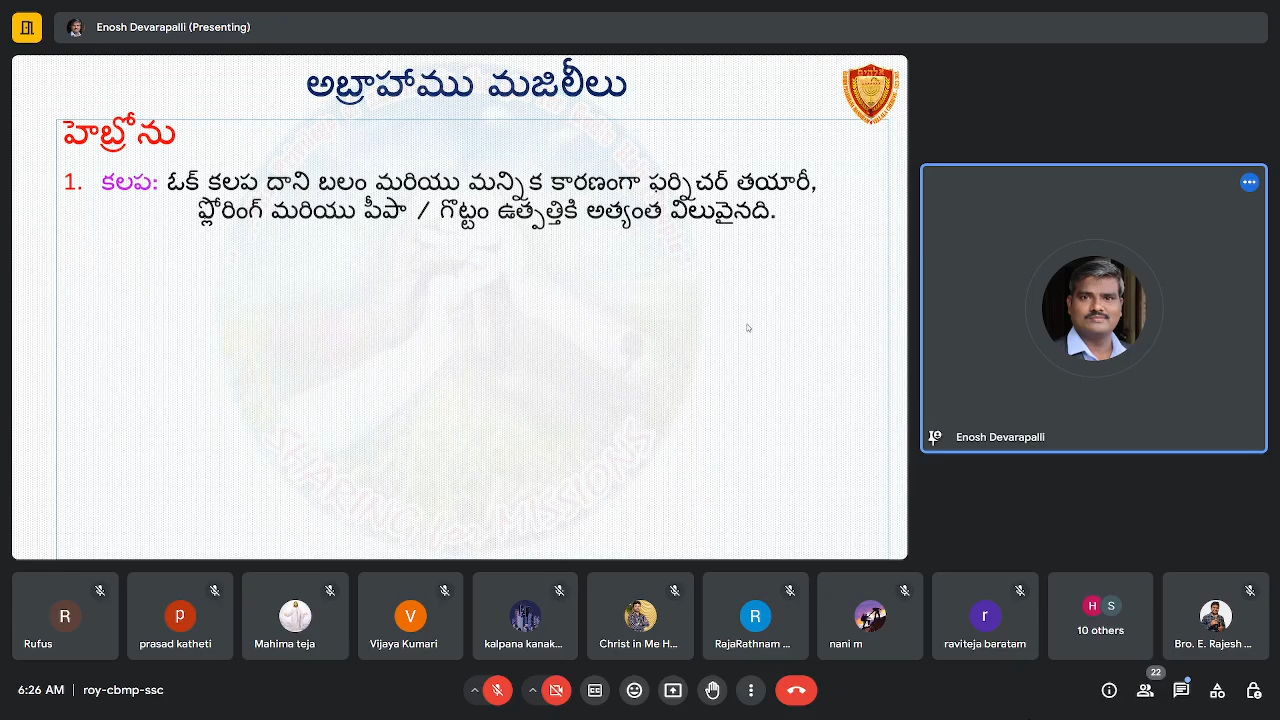 Enosh Devarapalli (Presenting)
అబ్రాహాము మజిలీలు
హెబ్రోను
1. కలప: ఓక్ కలప దాని బలం మరియు మన్నిక కారణంగా ఫర్నిచర్ తయారీ,
ఫ్లోరింగ్ మరియు పీపా / గొట్టం ఉత్పత్తికి అత్యంత విలువైనది.
SHARING MISSIONS
Enosh Devarapalli
R
Rufus
p
prasad katheti
Mahima teja
V
Vijaya Kumari
kalpana kanak...
Christ in Me H...
R
RajaRathnam ...
nani m
r
raviteja baratam
H S
10 others
Bro. E. Rajesh ...
6:26 AM | roy-cbmp-ssc
22